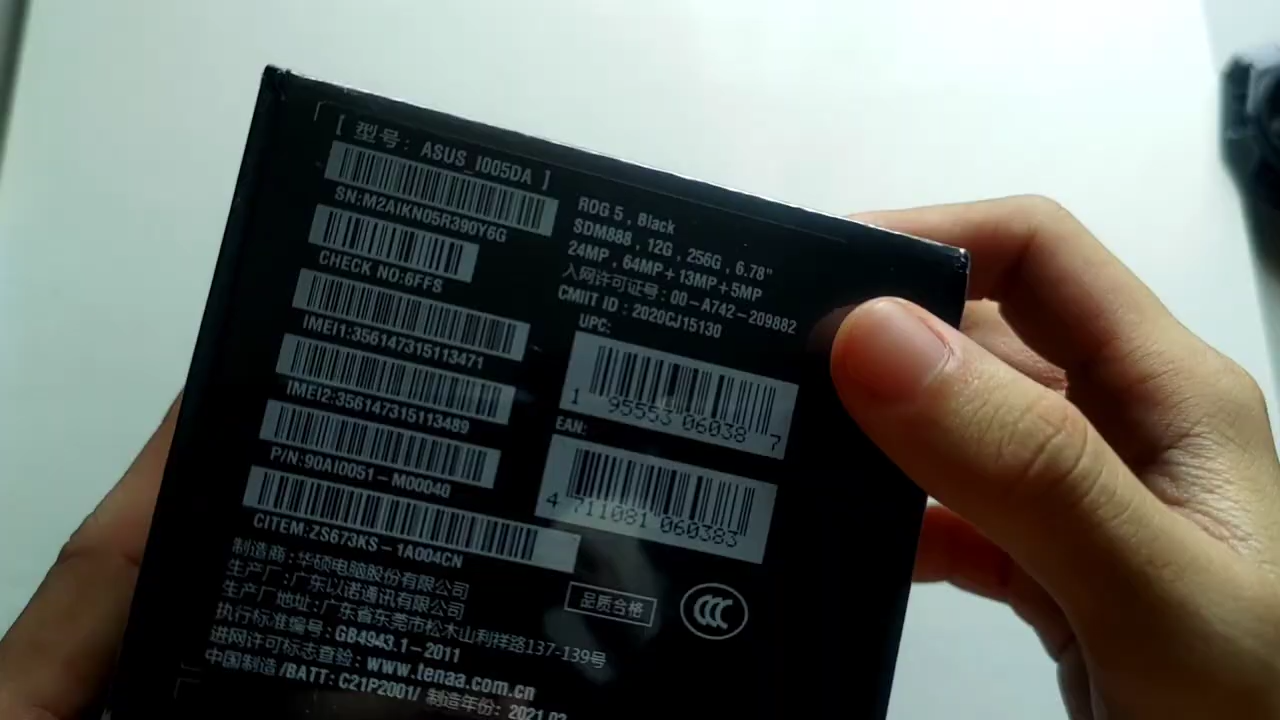 [ 型号: ASUS_I005DA ]
SN:M2AIKN05R390Y6G
CHECK NO:6FFS
IMEI1:356147315113471
IMEI2:356147315113489
P/N:90AI0051-M00040
CITEM:ZS673KS-1A004CN
ROG 5 , Black
SDM888 , 12G , 256G , 6.78"
24MP , 64MP+13MP+5MP
入网许可证号: 00-A742-209882
CMIIT ID : 2020CJ15130
UPC:
1 95553 06038 7
EAN:
4 711081 060383
制造商: 华硕电脑股份有限公司
生产厂: 广东以诺通讯有限公司
生产厂地址: 广东省东莞市松木山利祥路137-139号
执行标准编号: GB4943.1-2011
进网许可标志查验: www.tenaa.com.cn
中国制造 /BATT: C21P2001/ 制造年份: 2021.02
品质合格
CCC